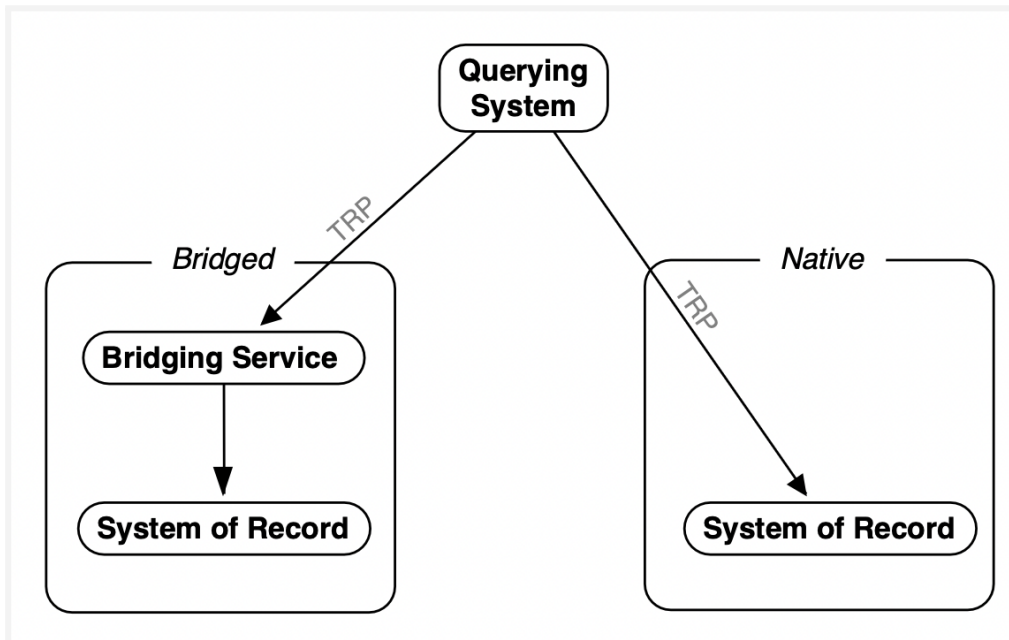 Querying
System
TRP
Bridged
Native
TRP
Bridging Service
System of Record
System of Record